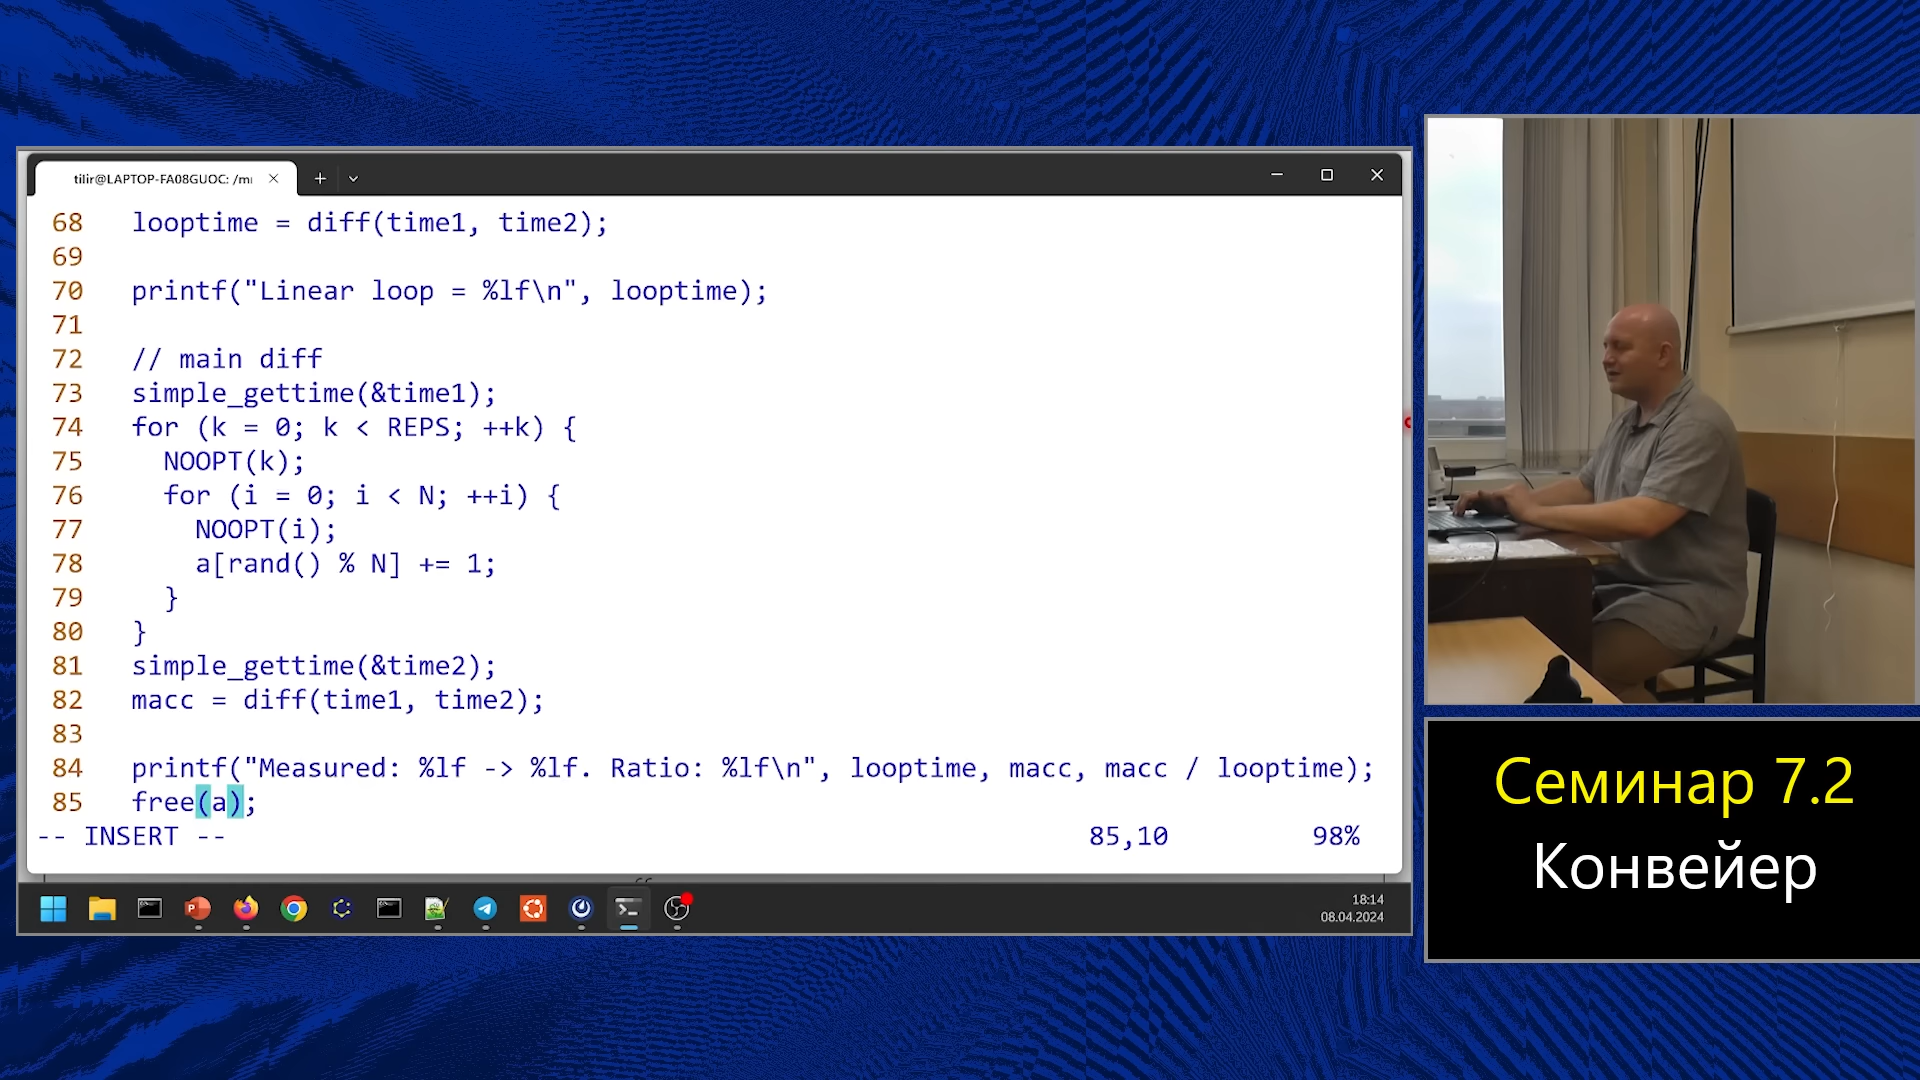 tilir@LAPTOP-FA08GUOC: /mi
68 looptime = diff(time1, time2);
69
70 printf("Linear loop = %lf\n", looptime);
71
72 // main diff
73 simple_gettime(&time1);
74 for (k = 0; k < REPS; ++k) {
75 NOOPT(k);
76 for (i = 0; i < N; ++i) {
77 NOOPT(i);
78 a[rand() % N] += 1;
79 }
80 }
81 simple_gettime(&time2);
82 macc = diff(time1, time2);
83
84 printf("Measured: %lf -> %lf. Ratio: %lf\n", looptime, macc, macc / looptime);
85 free(a);
-- INSERT -- 85,10 98%
18:14
08.04.2024
Семинар 7.2
Конвейер